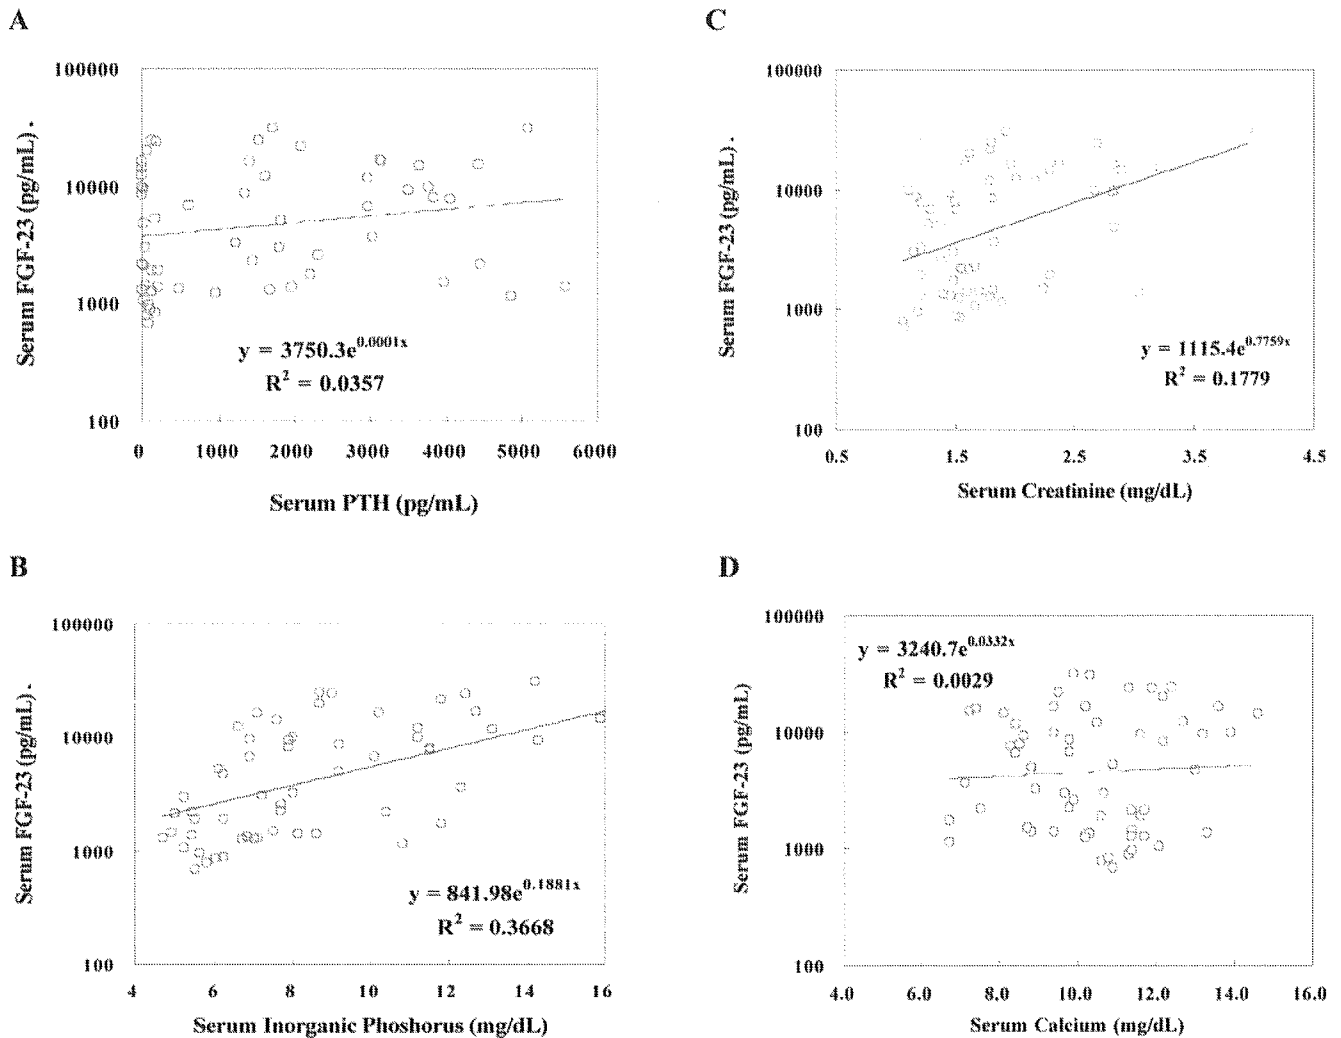 A
Serum FGF-23 (pg/mL) .
100000
10000
1000
100
y = 3750.3e^0.0001x
R^2 = 0.0357
0 1000 2000 3000 4000 5000 6000
Serum PTH (pg/mL)
C
Serum FGF-23 (pg/mL) .
100000
10000
1000
100
y = 1115.4e^0.7759x
R^2 = 0.1779
0.5 1.5 2.5 3.5 4.5
Serum Creatinine (mg/dL)
B
Serum FGF-23 (pg/mL) .
100000
10000
1000
100
y = 841.98e^0.1881x
R^2 = 0.3668
4 6 8 10 12 14 16
Serum Inorganic Phoshorus (mg/dL)
D
Serum FGF-23 (pg/mL)
100000
10000
1000
100
y = 3240.7e^0.0332x
R^2 = 0.0029
4.0 6.0 8.0 10.0 12.0 14.0 16.0
Serum Calcium (mg/dL)